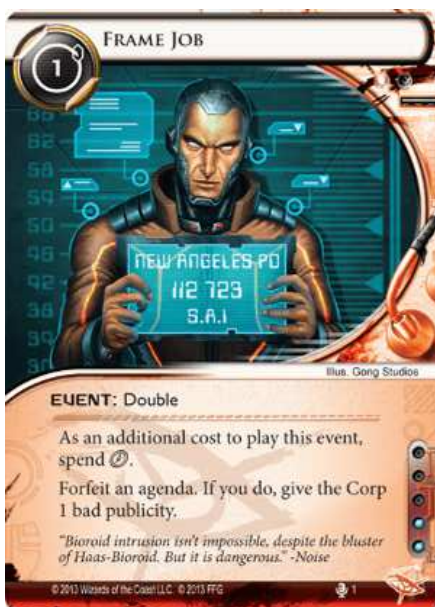 FRAME JOB
1
NEW ANGELES PD
112 723
S.A.I
Illus. Gong Studios
EVENT: Double
As an additional cost to play this event,
spend
Forfeit an agenda. If you do, give the Corp
1 bad publicity.
"Bioroid intrusion isn't impossible, despite the bluster
of Haas-Bioroid. But it is dangerous." -Noise
© 2013 Wizards of the Coast LLC. © 2013 FFG
1